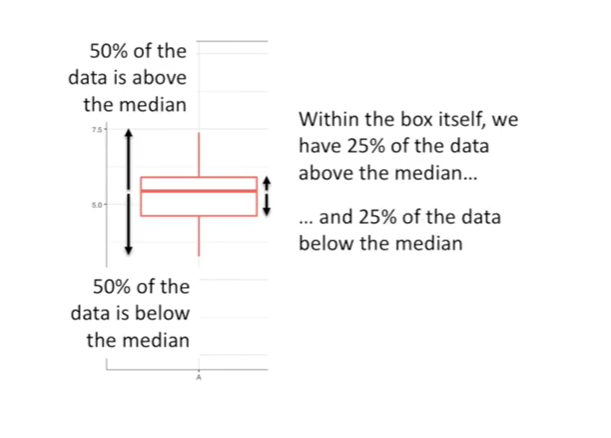 50% of the
data is above
the median
7.5
5.0
Within the box itself, we
have 25% of the data
above the median...
... and 25% of the data
below the median
50% of the
data is below
the median
A